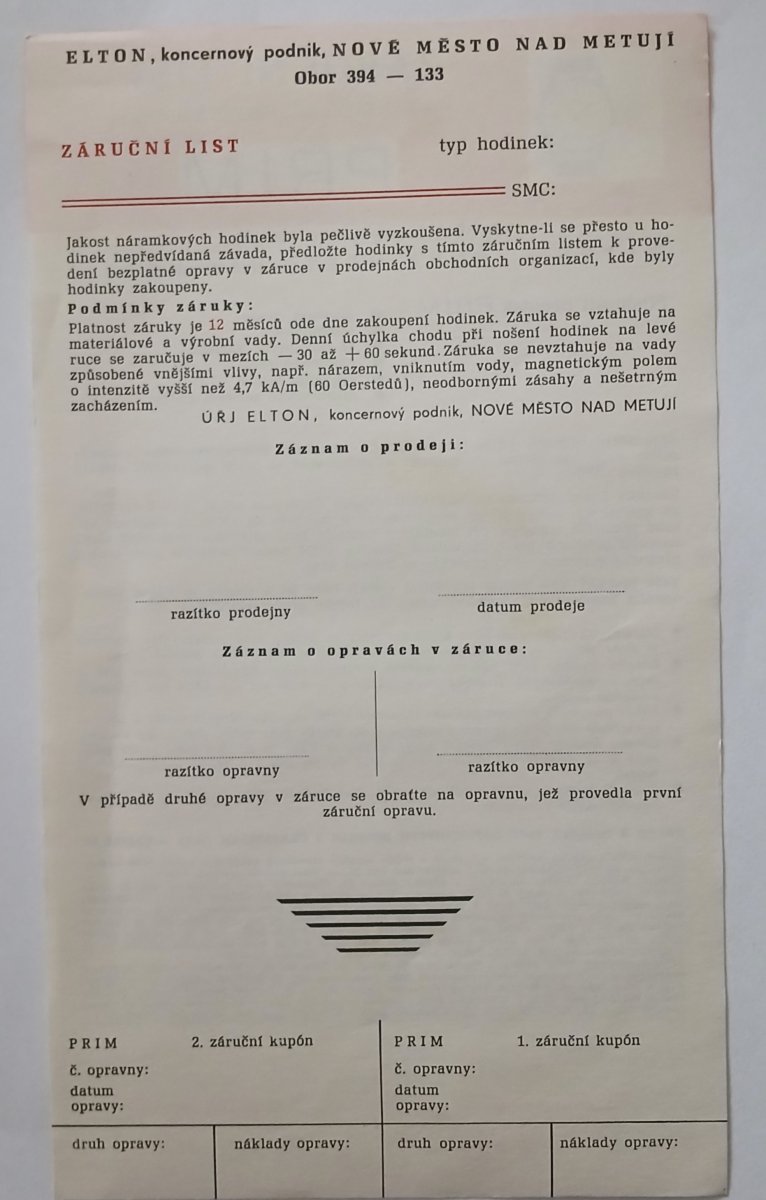 ELTON, koncernový podnik, NOVÉ MĚSTO NAD METUJÍ
Obor 394 — 133
ZÁRUČNÍ LIST
typ hodinek:
SMC:
Jakost náramkových hodinek byla pečlivě vyzkoušena. Vyskytne-li se přesto u ho-
dinek nepředvídaná závada, předložte hodinky s tímto záručním listem k prove-
dení bezplatné opravy v záruce v prodejnách obchodních organizací, kde byly
hodinky zakoupeny.
Podmínky záruky:
Platnost záruky je 12 měsíců ode dne zakoupení hodinek. Záruka se vztahuje na
materiálové a výrobní vady. Denní úchylka chodu při nošení hodinek na levé
ruce se zaručuje v mezích — 30 až + 60 sekund. Záruka se nevztahuje na vady
způsobené vnějšími vlivy, např. nárazem, vniknutím vody, magnetickým polem
o intenzitě vyšší než 4,7 kA/m (60 Oerstedů), neodbornými zásahy a nešetrným
zacházením.
ÚŘJ ELTON, koncernový podnik, NOVÉ MĚSTO NAD METUJÍ
Záznam o prodeji:
razítko prodejny
datum prodeje
Záznam o opravách v záruce:
razítko opravny
razítko opravny
V případě druhé opravy v záruce se obraťte na opravnu, jež provedla první
záruční opravu.
PRIM 2. záruční kupón
č. opravny:
datum
opravy:
druh opravy:
náklady opravy:
PRIM 1. záruční kupón
č. opravny:
datum
opravy:
druh opravy:
náklady opravy: